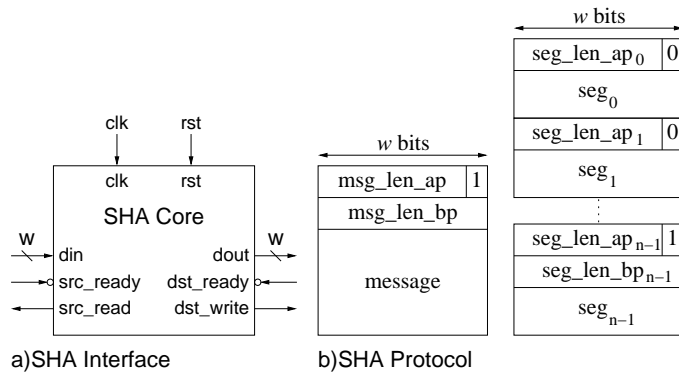 clk rst
clk rst
SHA Core
w din dout w
src_ready dst_ready
src_read dst_write
a)SHA Interface
w bits
msg_len_ap 1
msg_len_bp
message
b)SHA Protocol
w bits
seg_len_ap0 0
seg0
seg_len_ap1 0
seg1
seg_len_apn−1 1
seg_len_bpn−1
segn−1